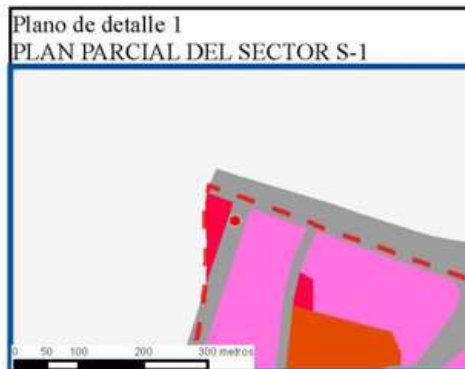 Plano de detalle 1
PLAN PARCIAL DEL SECTOR S-1
0 50 100 200 300 metros